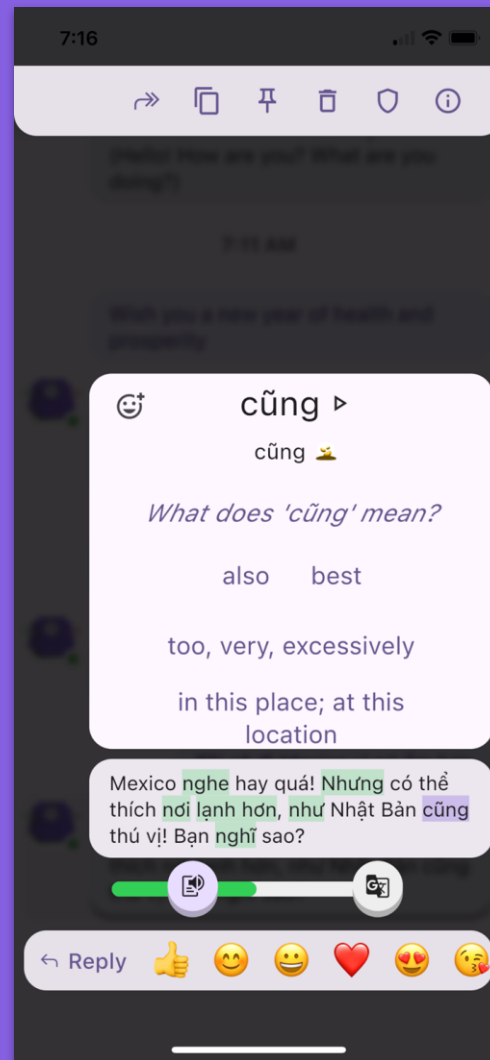 7:16
(Hello! How are you? What are you
doing?)
7:11 AM
Wish you a new year of health and
prosperity
cũng
cũng
What does 'cũng' mean?
also best
too, very, excessively
in this place; at this
location
Mexico nghe hay quá! Nhưng có thể
thích nơi lạnh hơn, như Nhật Bản cũng
thú vị! Bạn nghĩ sao?
Reply